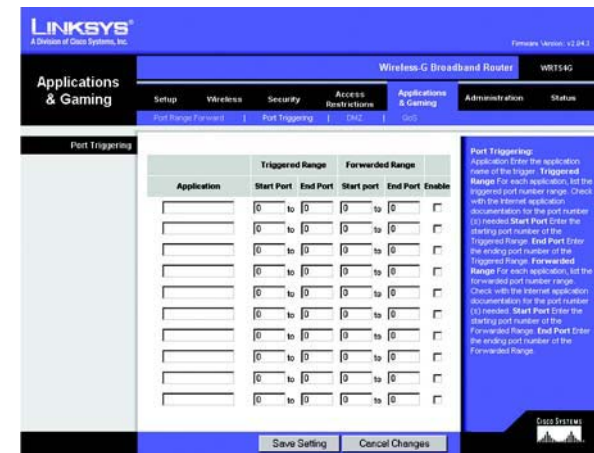 LINKSYS®
A Division of Cisco Systems, Inc.
Firmware Version: v2.04.3
Applications & Gaming
Wireless-G Broadband Router WRT54G
Setup Wireless Security Access Restrictions Applications & Gaming Administration Status
Port Range Forward | Port Triggering | DMZ | QoS
Port Triggering
Triggered Range Forwarded Range
Application Start Port End Port Start port End Port Enable
0 to 0 0 to 0
0 to 0 0 to 0
0 to 0 0 to 0
0 to 0 0 to 0
0 to 0 0 to 0
0 to 0 0 to 0
0 to 0 0 to 0
0 to 0 0 to 0
0 to 0 0 to 0
0 to 0 0 to 0
Port Triggering:
Application Enter the application
name of the trigger. Triggered
Range For each application, list the
triggered port number range. Check
with the Internet application
documentation for the port number
(s) needed. Start Port Enter the
starting port number of the
Triggered Range. End Port Enter
the ending port number of the
Triggered Range. Forwarded
Range For each application, list the
forwarded port number range.
Check with the Internet application
documentation for the port number
(s) needed. Start Port Enter the
starting port number of the
Forwarded Range. End Port Enter
the ending port number of the
Forwarded Range.
Save Setting Cancel Changes
CISCO SYSTEMS